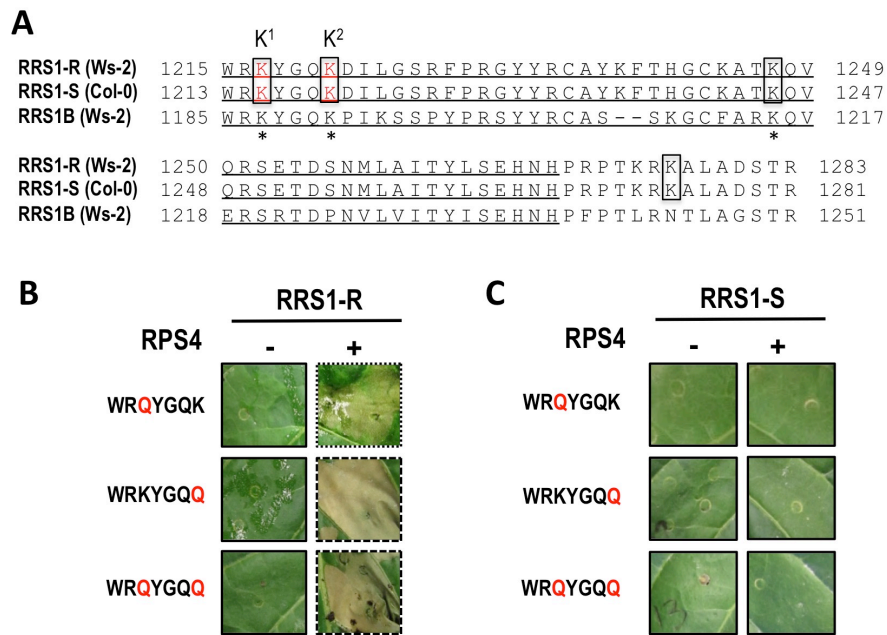 A
K¹ K²
RRS1-R (Ws-2) 1215 WRKYGQKDILGSRFPRGYYRCAYKFTHGCKATKQV 1249
RRS1-S (Col-0) 1213 WRKYGQKDILGSRFPRGYYRCAYKFTHGCKATKQV 1247
RRS1B (Ws-2) 1185 WRKYGQKPIKSSPYPRSYYRCAS--SKGCFARKQV 1217
* * *
RRS1-R (Ws-2) 1250 QRSETDSNMLAITYLSEHNHPRPTKRKALADSTR 1283
RRS1-S (Col-0) 1248 QRSETDSNMLAITYLSEHNHPRPTKRKALADSTR 1281
RRS1B (Ws-2) 1218 ERSRTDPNVLVITYISEHNHPFPTLRNTLAGSTR 1251
B
RRS1-R
RPS4 - +
WRQYGQK
WRKYGQQ
WRQYGQQ
C
RRS1-S
RPS4 - +
WRQYGQK
WRKYGQQ
WRQYGQQ